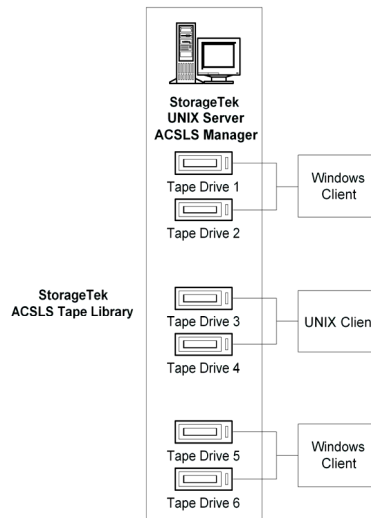 StorageTek
UNIX Server
ACSLS Manager
Tape Drive 1
Tape Drive 2
Windows
Client
StorageTek
ACSLS Tape Library
Tape Drive 3
Tape Drive 4
UNIX Clien
Tape Drive 5
Tape Drive 6
Windows
Client